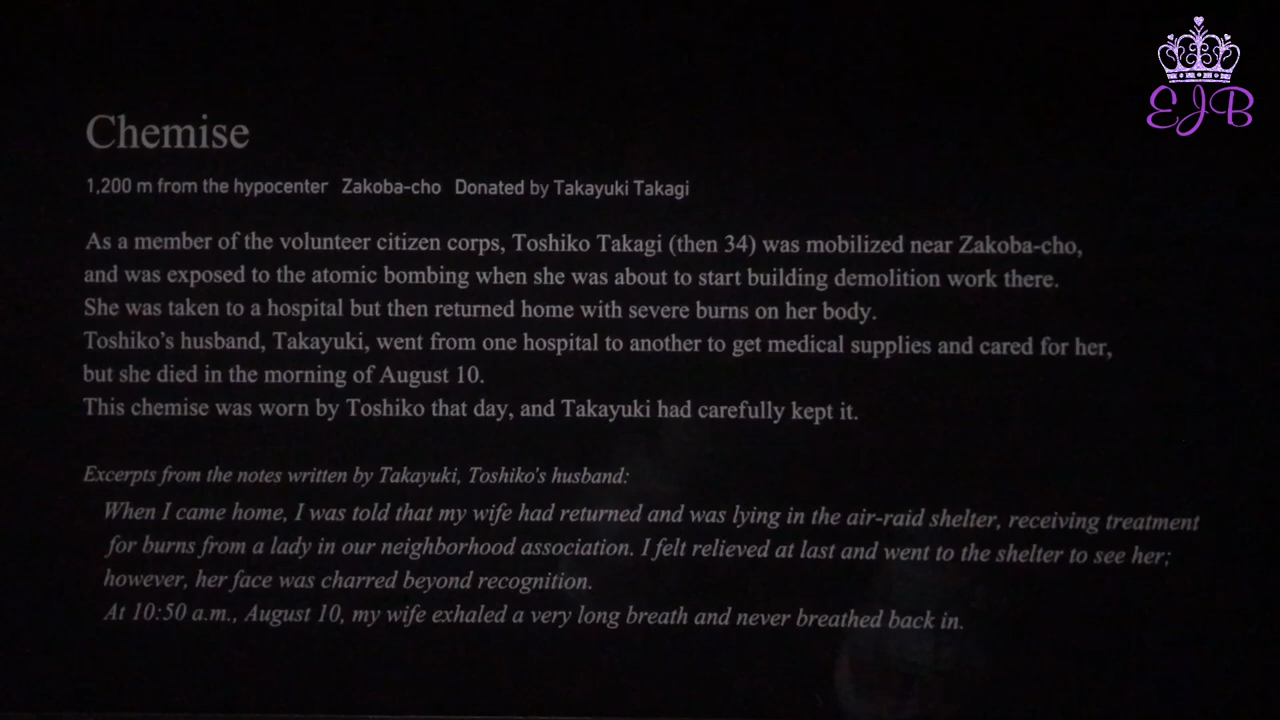 EJB
Chemise
1,200 m from the hypocenter Zakoba-cho Donated by Takayuki Takagi
As a member of the volunteer citizen corps, Toshiko Takagi (then 34) was mobilized near Zakoba-cho,
and was exposed to the atomic bombing when she was about to start building demolition work there.
She was taken to a hospital but then returned home with severe burns on her body.
Toshiko's husband, Takayuki, went from one hospital to another to get medical supplies and cared for her,
but she died in the morning of August 10.
This chemise was worn by Toshiko that day, and Takayuki had carefully kept it.
Excerpts from the notes written by Takayuki, Toshiko's husband:
When I came home, I was told that my wife had returned and was lying in the air-raid shelter, receiving treatment
for burns from a lady in our neighborhood association. I felt relieved at last and went to the shelter to see her;
however, her face was charred beyond recognition.
At 10:50 a.m., August 10, my wife exhaled a very long breath and never breathed back in.